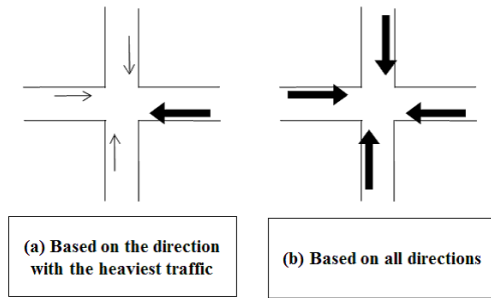 (a) Based on the direction
with the heaviest traffic
(b) Based on all directions